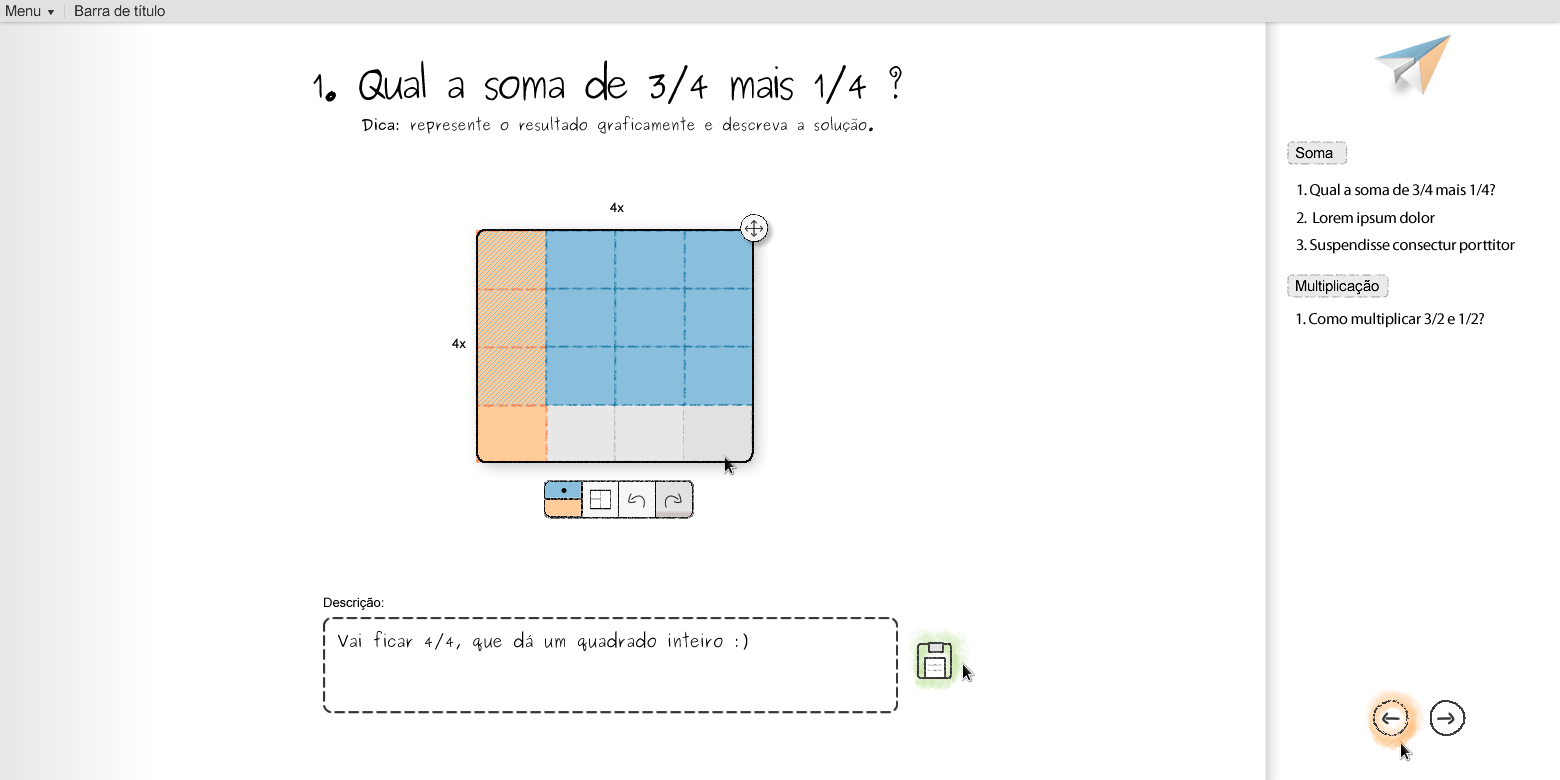 Menu ▼ Barra de título
1. Qual a soma de 3/4 mais 1/4 ?
Dica: represente o resultado graficamente e descreva a solução.
4x
4x
Descrição:
Vai ficar 4/4, que dá um quadrado inteiro :)
Soma
1. Qual a soma de 3/4 mais 1/4?
2. Lorem ipsum dolor
3. Suspendisse consectur porttitor
Multiplicação
1. Como multiplicar 3/2 e 1/2?